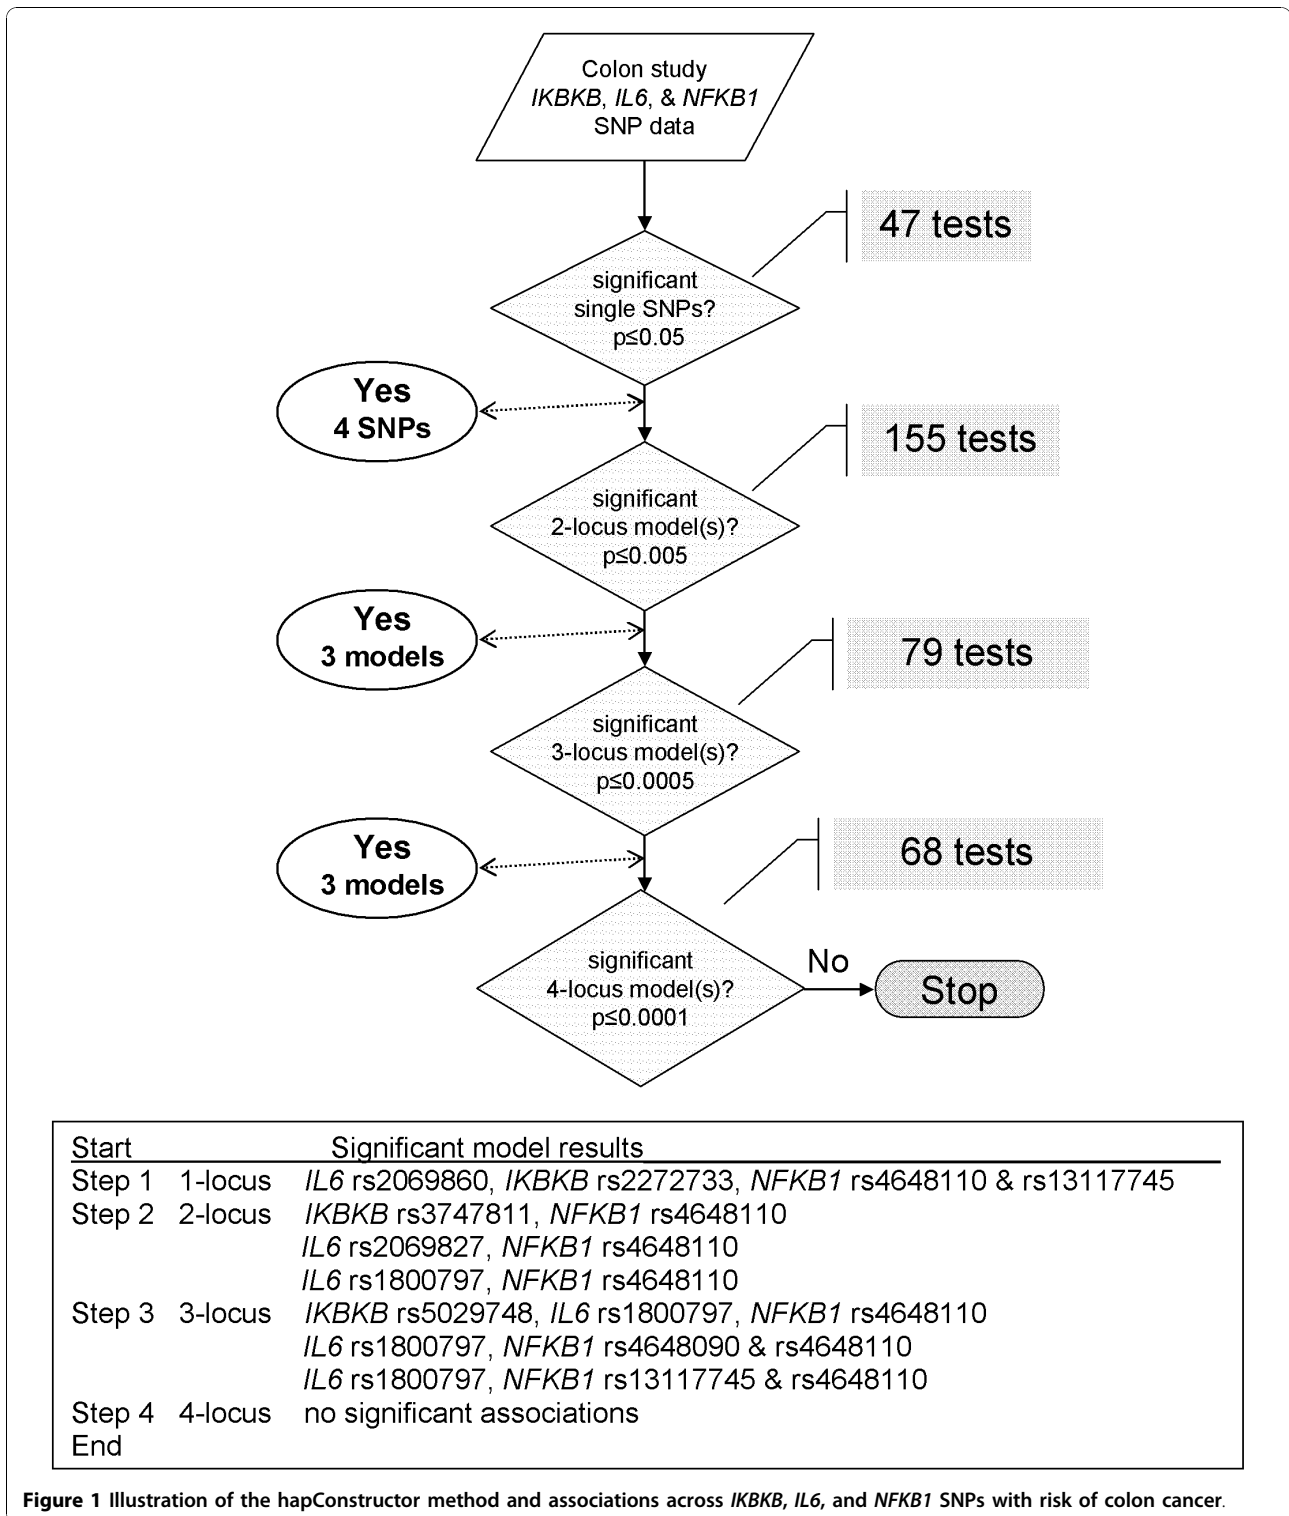 Colon study
IKBKB, IL6, & NFKB1
SNP data
47 tests
significant
single SNPs?
p≤0.05
Yes
4 SNPs
155 tests
significant
2-locus model(s)?
p≤0.005
Yes
3 models
79 tests
significant
3-locus model(s)?
p≤0.0005
Yes
3 models
68 tests
significant
4-locus model(s)?
p≤0.0001
No
Stop
Start Significant model results
Step 1 1-locus IL6 rs2069860, IKBKB rs2272733, NFKB1 rs4648110 & rs13117745
Step 2 2-locus IKBKB rs3747811, NFKB1 rs4648110
IL6 rs2069827, NFKB1 rs4648110
IL6 rs1800797, NFKB1 rs4648110
Step 3 3-locus IKBKB rs5029748, IL6 rs1800797, NFKB1 rs4648110
IL6 rs1800797, NFKB1 rs4648090 & rs4648110
IL6 rs1800797, NFKB1 rs13117745 & rs4648110
Step 4 4-locus no significant associations
End
Figure 1 Illustration of the hapConstructor method and associations across IKBKB, IL6, and NFKB1 SNPs with risk of colon cancer.